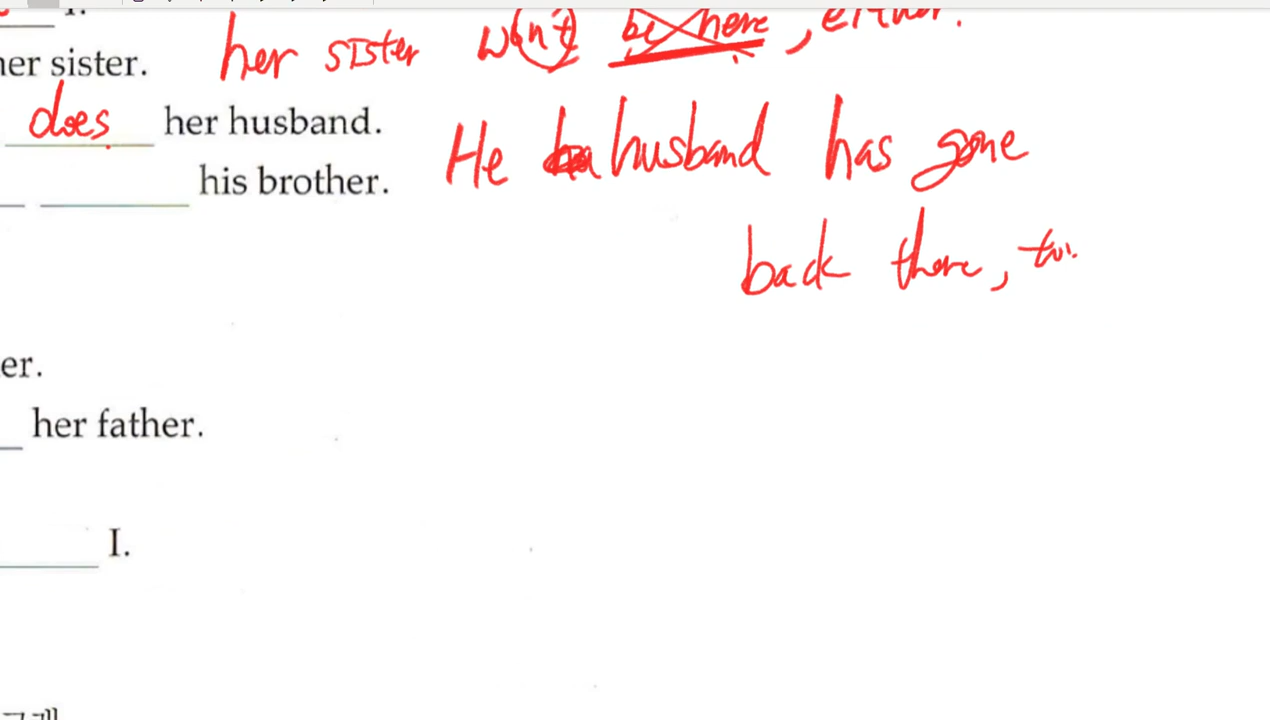 I.
her sister won't be here, either.
her sister.
does her husband.
He husband has gone
his brother.
back there, too.
er.
her father.
I.